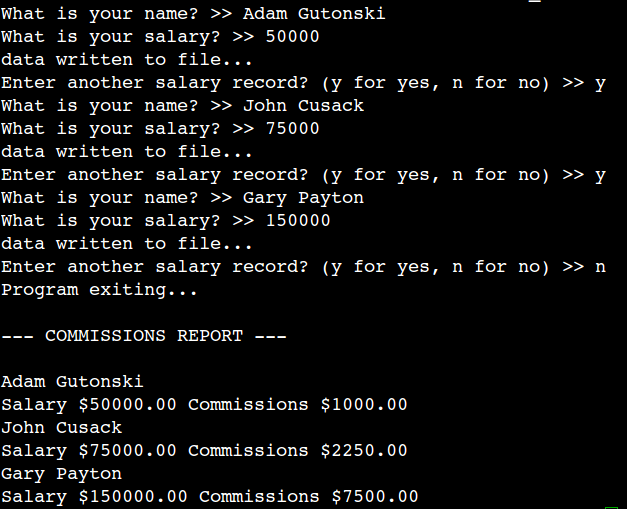 What is your name? >> Adam Gutonski
What is your salary? >> 50000
data written to file...
Enter another salary record? (y for yes, n for no) >> y
What is your name? >> John Cusack
What is your salary? >> 75000
data written to file...
Enter another salary record? (y for yes, n for no) >> y
What is your name? >> Gary Payton
What is your salary? >> 150000
data written to file...
Enter another salary record? (y for yes, n for no) >> n
Program exiting...
--- COMMISSIONS REPORT ---
Adam Gutonski
Salary $50000.00 Commissions $1000.00
John Cusack
Salary $75000.00 Commissions $2250.00
Gary Payton
Salary $150000.00 Commissions $7500.00